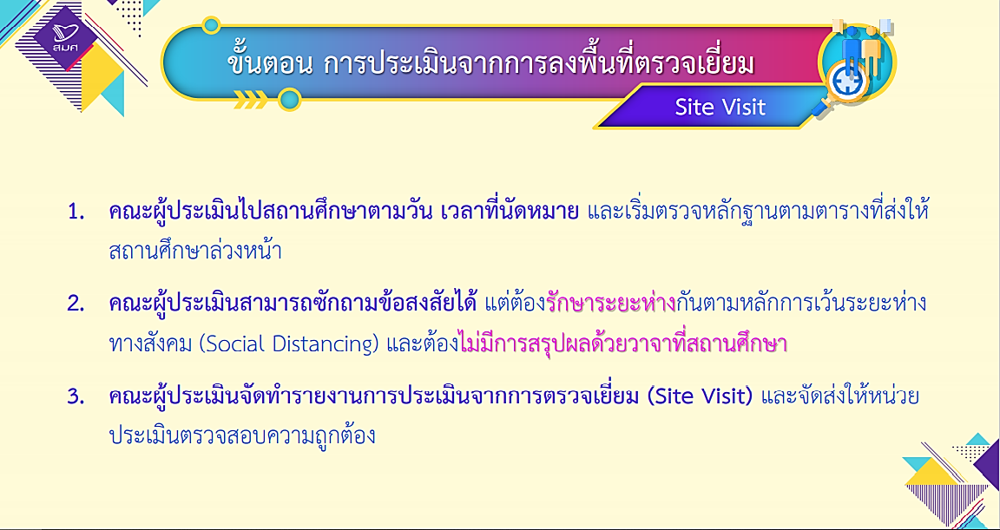 สมศ
ขั้นตอน การประเมินจากการลงพื้นที่ตรวจเยี่ยม
Site Visit
1. คณะผู้ประเมินไปสถานศึกษาตามวัน เวลาที่นัดหมาย และเริ่มตรวจหลักฐานตามตารางที่ส่งให้
สถานศึกษาล่วงหน้า
2. คณะผู้ประเมินสามารถซักถามข้อสงสัยได้ แต่ต้องรักษาระยะห่างกันตามหลักการเว้นระยะห่าง
ทางสังคม (Social Distancing) และต้องไม่มีการสรุปผลด้วยวาจาที่สถานศึกษา
3. คณะผู้ประเมินจัดทำรายงานการประเมินจากการตรวจเยี่ยม (Site Visit) และจัดส่งให้หน่วย
ประเมินตรวจสอบความถูกต้อง